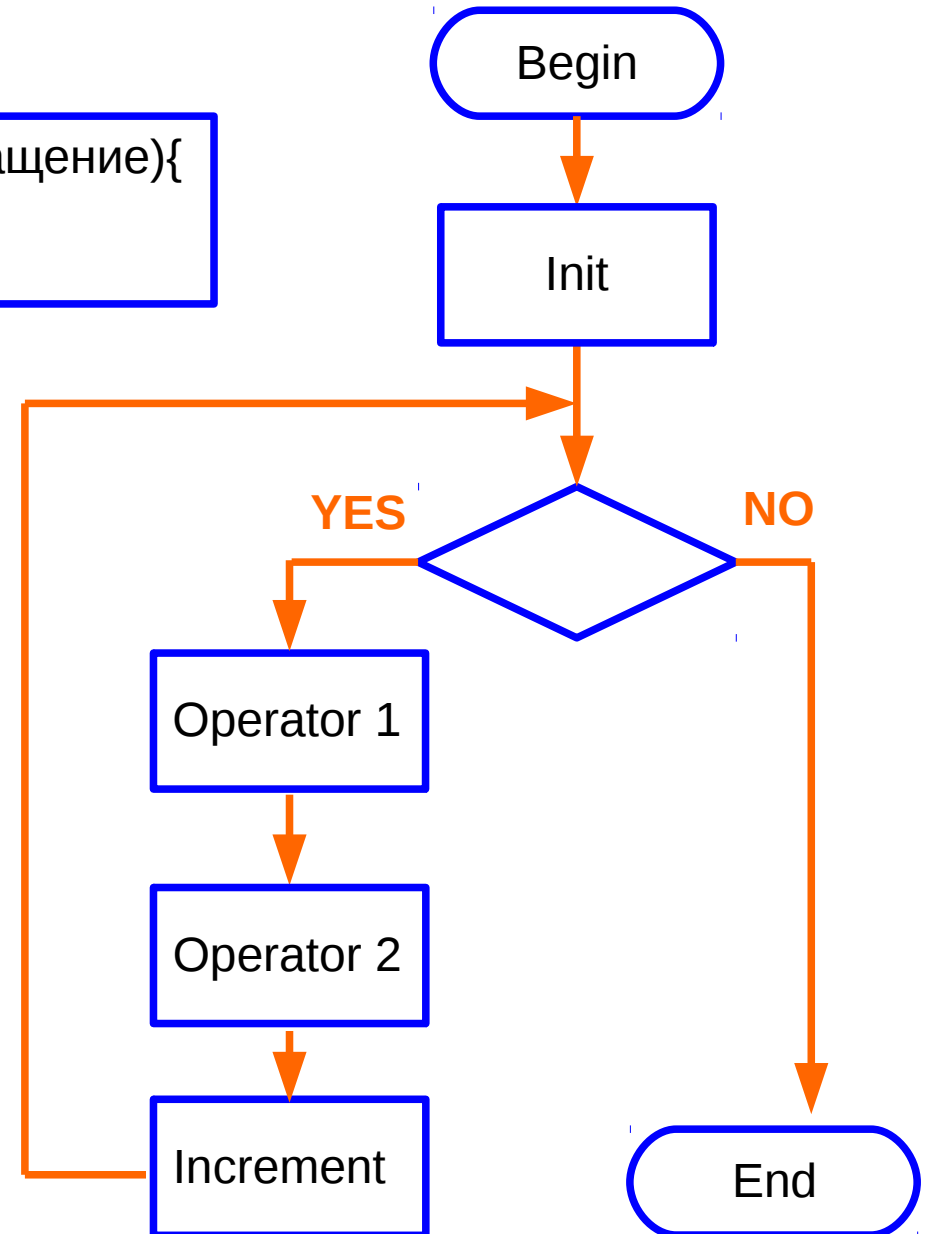 Begin
ащение){
Init
YES
NO
Operator 1
Operator 2
Increment
End